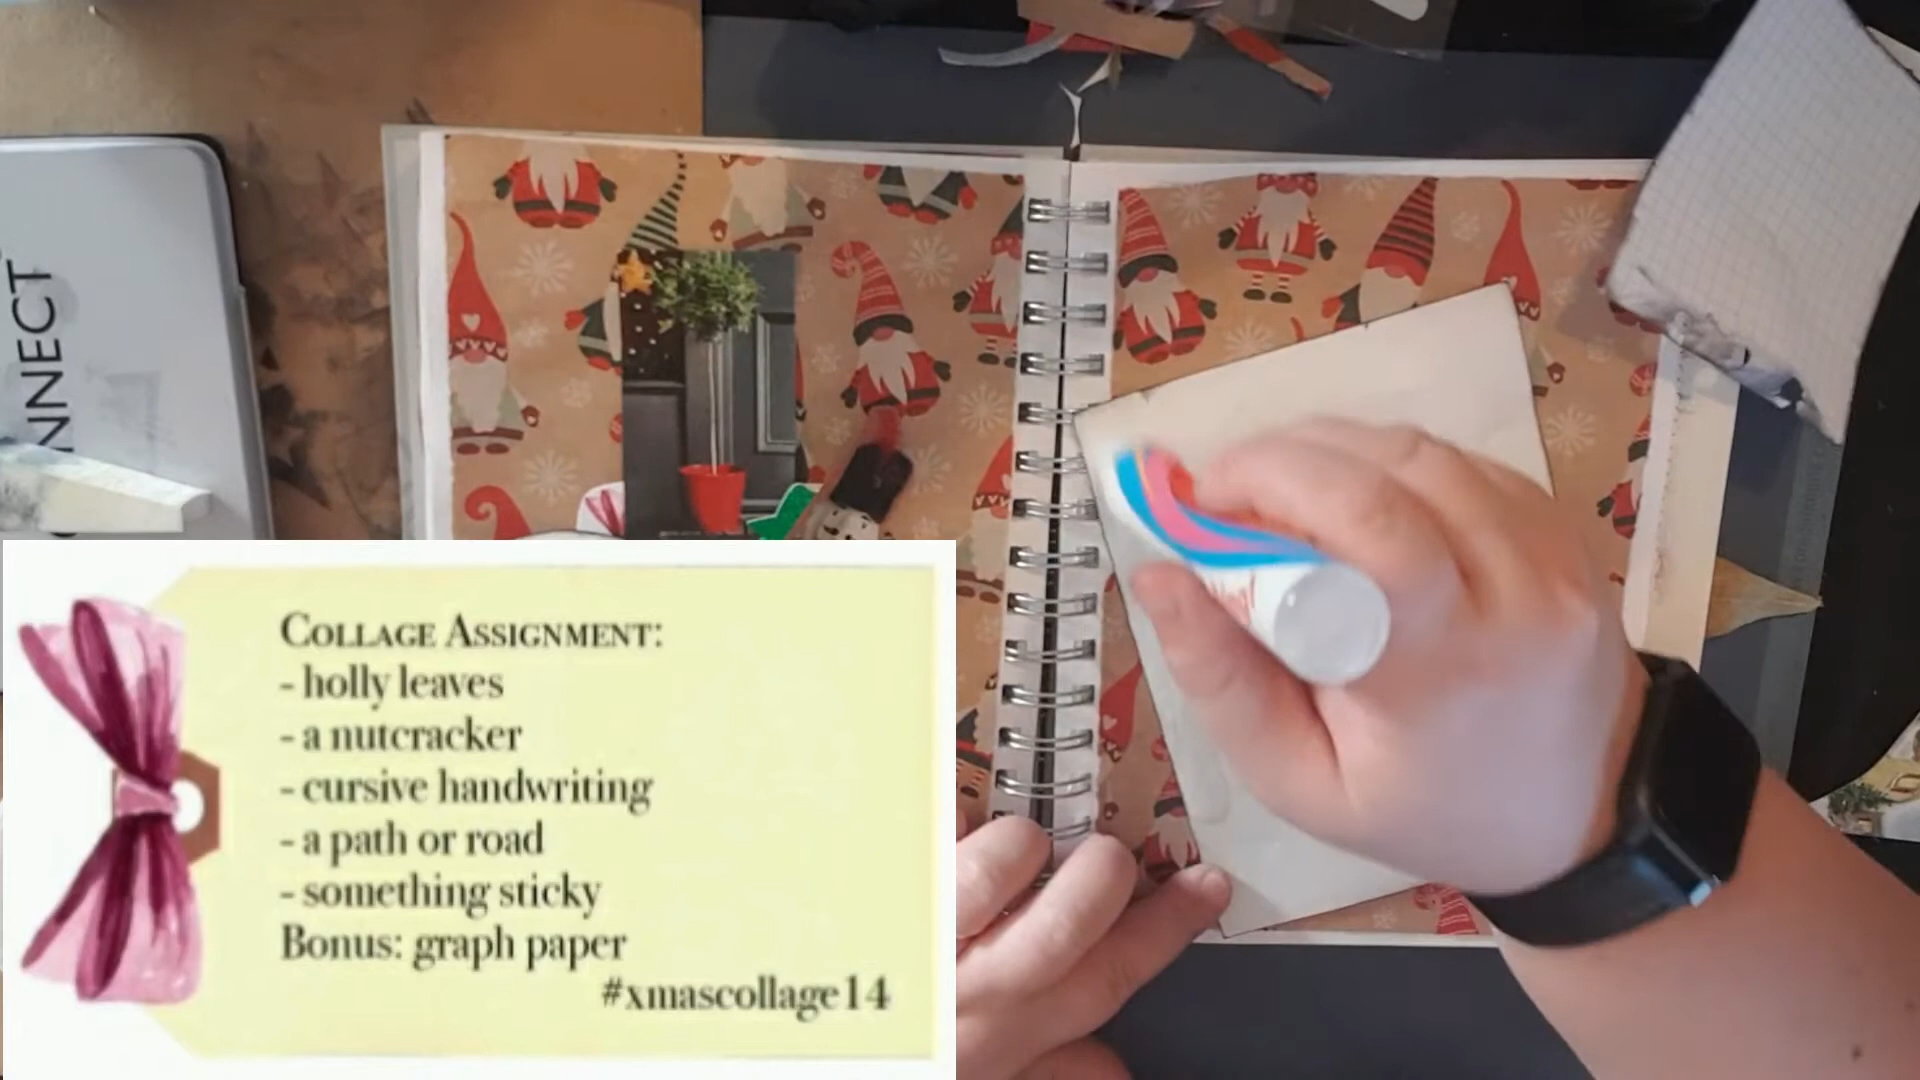 NNECT
COLLAGE ASSIGNMENT:
- holly leaves
- a nutcracker
- cursive handwriting
- a path or road
- something sticky
Bonus: graph paper
#xmascollage14